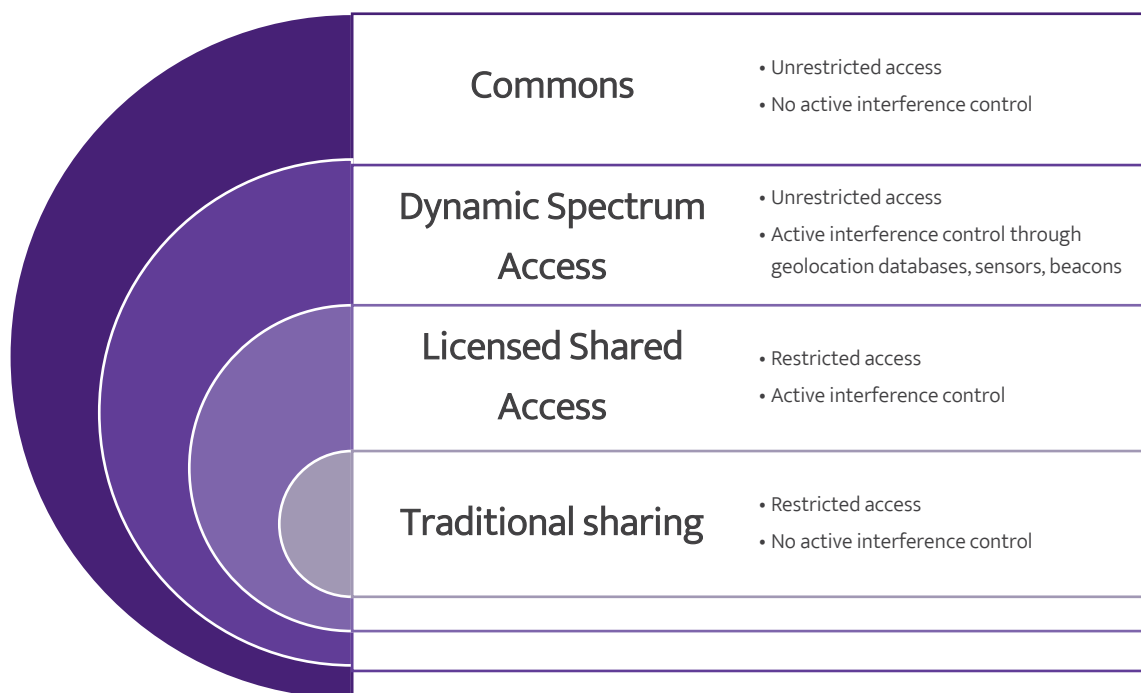 Commons
• Unrestricted access
• No active interference control
Dynamic Spectrum
Access
• Unrestricted access
• Active interference control through
geolocation databases, sensors, beacons
Licensed Shared
Access
• Restricted access
• Active interference control
Traditional sharing
• Restricted access
• No active interference control